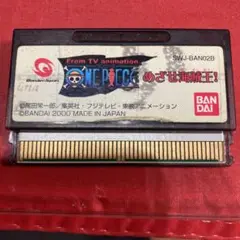 WonderSwan
SWJ-BAN02B
From TV animation
ONE PIECE
めざせ海賊王!
©尾田栄一郎/集英社・フジテレビ・東映アニメーション
©BANDAI 2000 MADE IN JAPAN
BAN
DAI